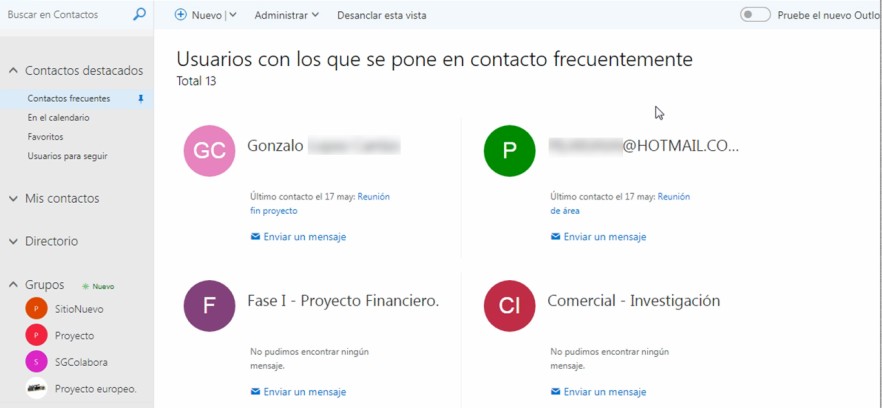 Buscar en Contactos
Nuevo
Administrar
Desanclar esta vista
Pruebe el nuevo Outlo
Contactos destacados
Contactos frecuentes
En el calendario
Favoritos
Usuarios para seguir
Mis contactos
Directorio
Grupos Nuevo
P SitioNuevo
P Proyecto
S SGColabora
Proyecto europeo.
Usuarios con los que se pone en contacto frecuentemente
Total 13
GC
Gonzalo
Último contacto el 17 may: Reunión
fin proyecto
Enviar un mensaje
P
@HOTMAIL.CO...
Último contacto el 17 may: Reunión
de área
Enviar un mensaje
F
Fase I - Proyecto Financiero.
No pudimos encontrar ningún
mensaje.
Enviar un mensaje
CI
Comercial - Investigación
No pudimos encontrar ningún
mensaje.
Enviar un mensaje